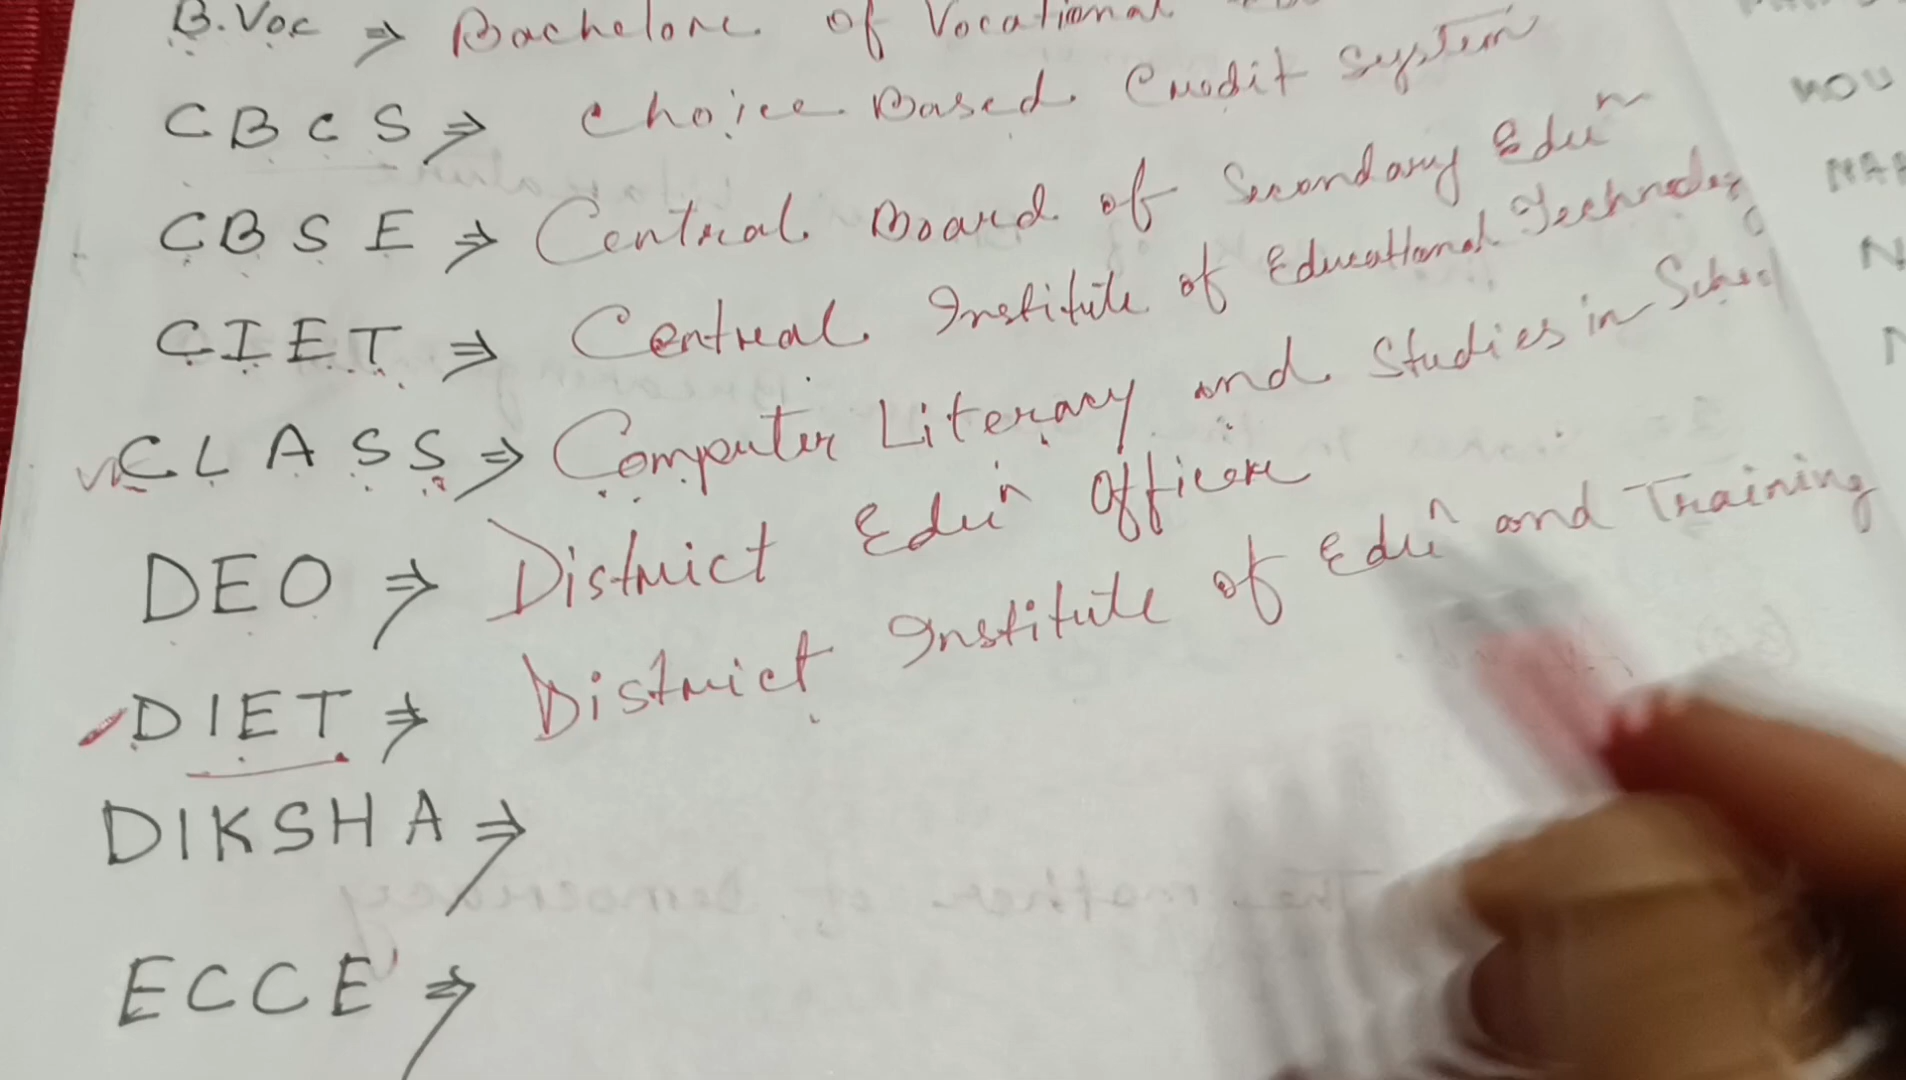 B.Voc ⇒ Bachelore of Vocational
CBCS ⇒ Choice Based Credit System
CBSE ⇒ Central Board of Secondary Eduⁿ
CIET ⇒ Central Institute of Educational Technology
CLASS ⇒ Computer Literary and Studies in School
DEO ⇒ District Eduⁿ Officer
DIET ⇒ District Institute of Eduⁿ and Training
DIKSHA ⇒
ECCE ⇒
MOU